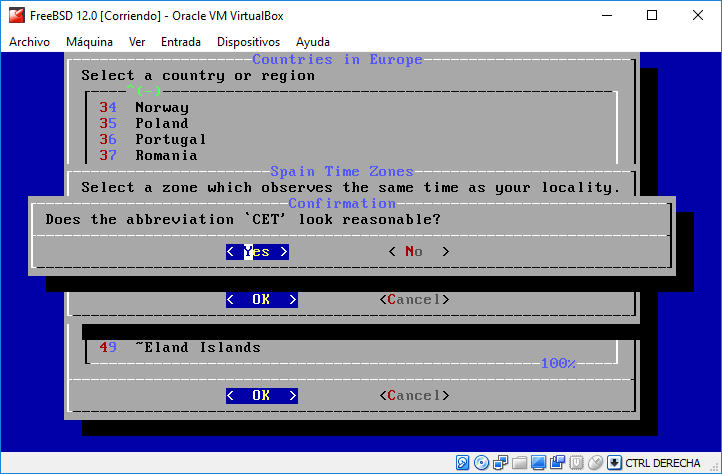 FreeBSD 12.0 [Corriendo] - Oracle VM VirtualBox
Archivo Máquina Ver Entrada Dispositivos Ayuda
Countries in Europe
Select a country or region
^(-)
34 Norway
35 Poland
36 Portugal
37 Romania
Spain Time Zones
Select a zone which observes the same time as your locality.
Confirmation
Does the abbreviation `CET' look reasonable?
< Yes > < No >
< OK > <Cancel>
49 ~Eland Islands
100%
< OK > <Cancel>
CTRL DERECHA